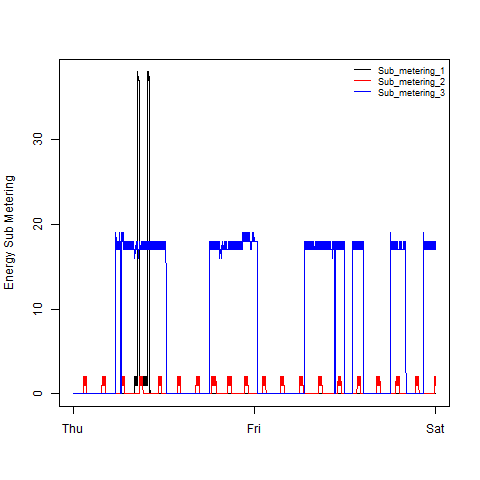 Sub_metering_1
Sub_metering_2
Sub_metering_3
Energy Sub Metering
30
20
10
0
Thu Fri Sat